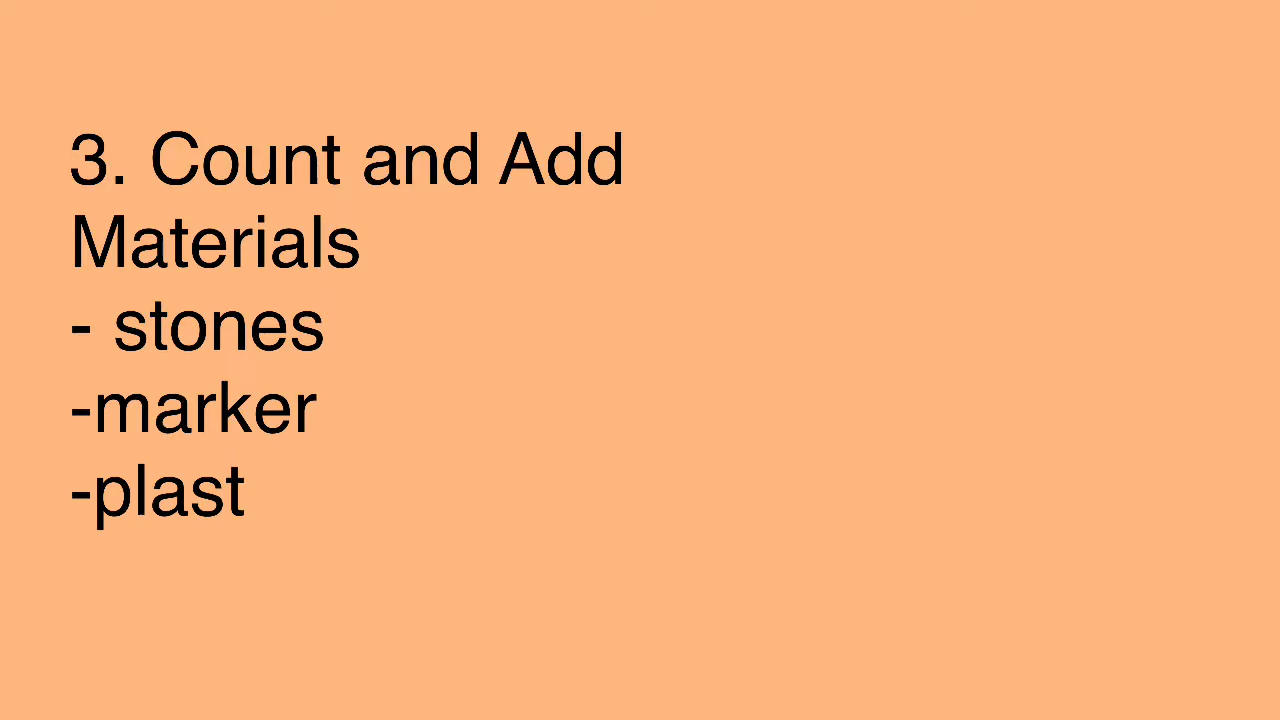 3. Count and Add
Materials
- stones
-marker
-plast